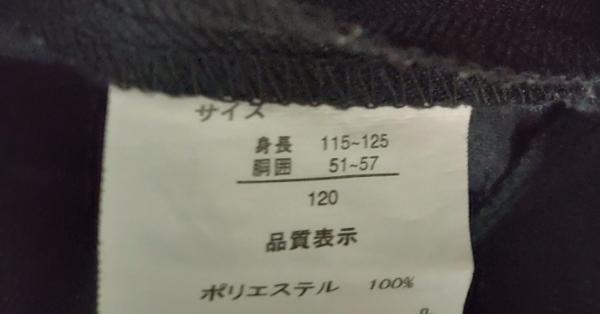 サイズ
身長 115~125
胴囲 51~57
120
品質表示
ポリエステル 100%